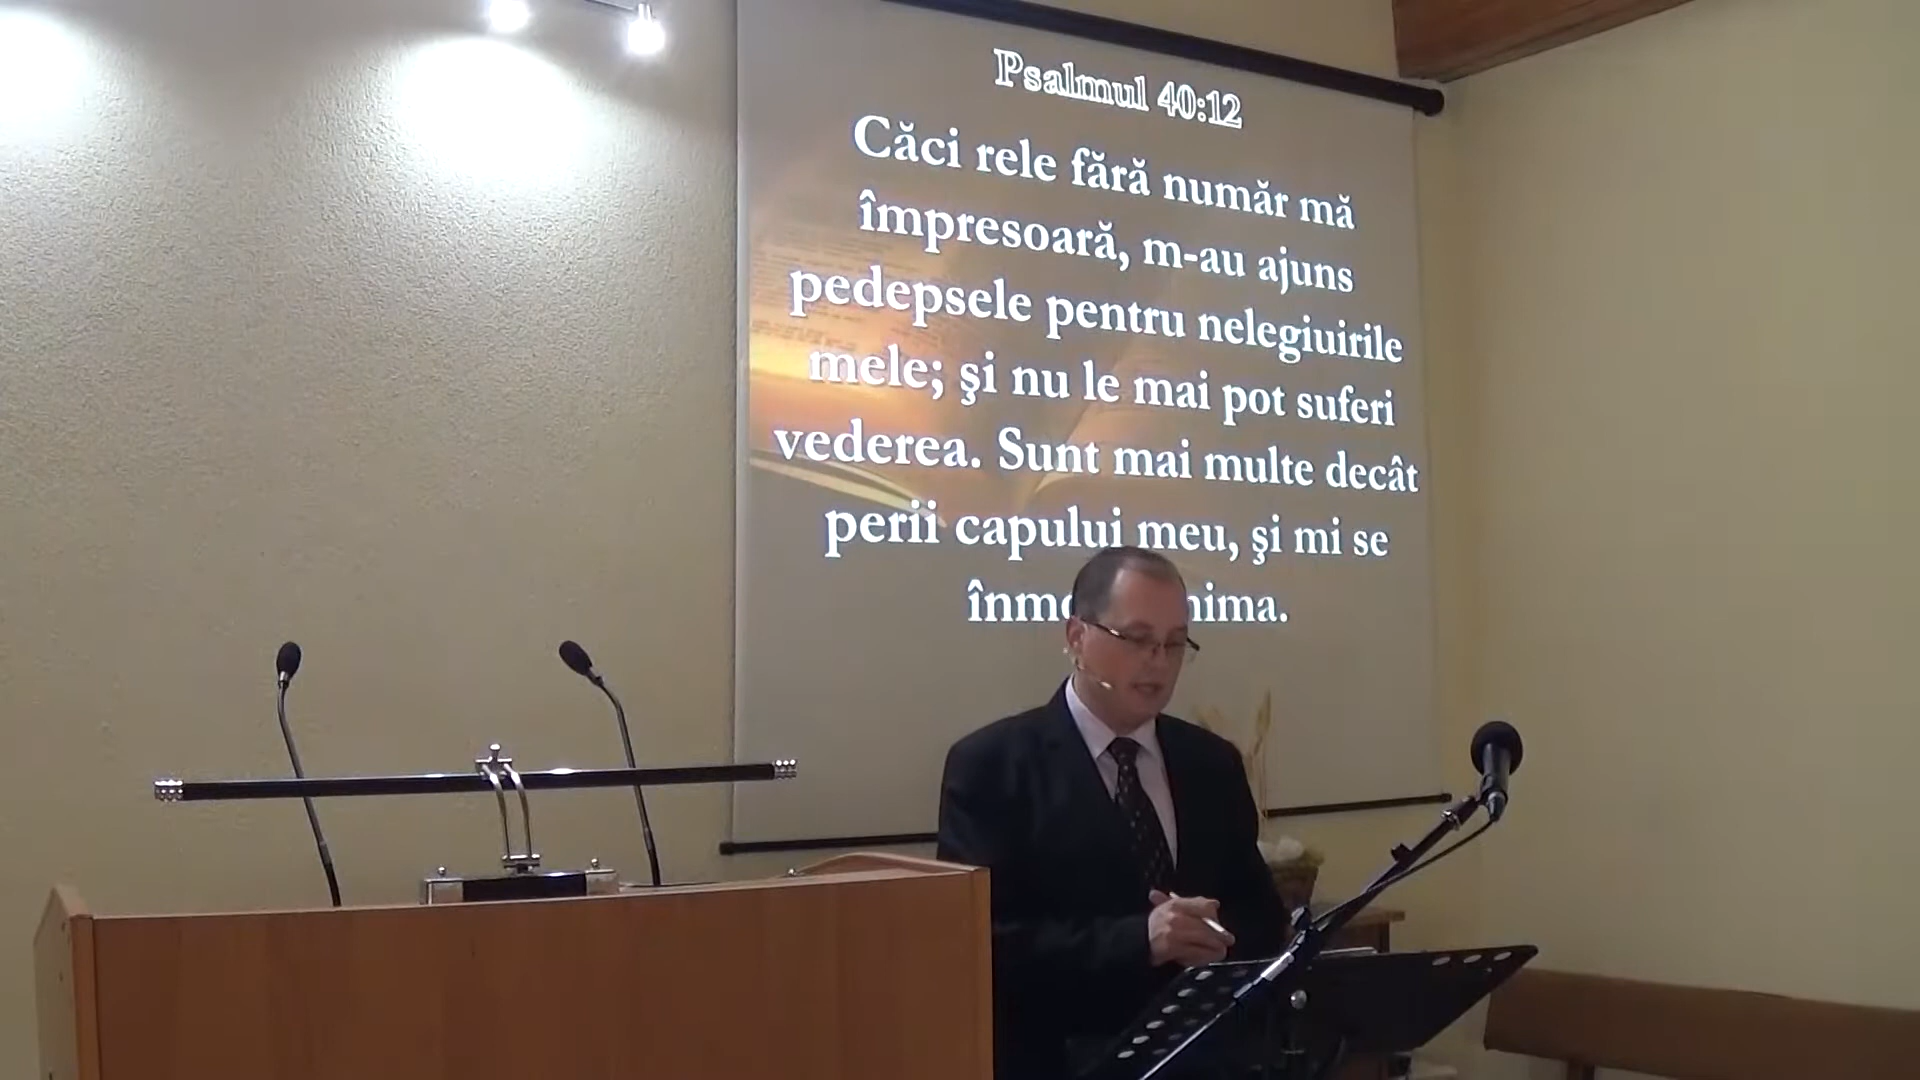 Psalmul 40:12
Căci rele fără număr mă
împresoară, m-au ajuns
pedepsele pentru nelegiuirile
mele; şi nu le mai pot suferi
vederea. Sunt mai multe decât
perii capului meu, şi mi se